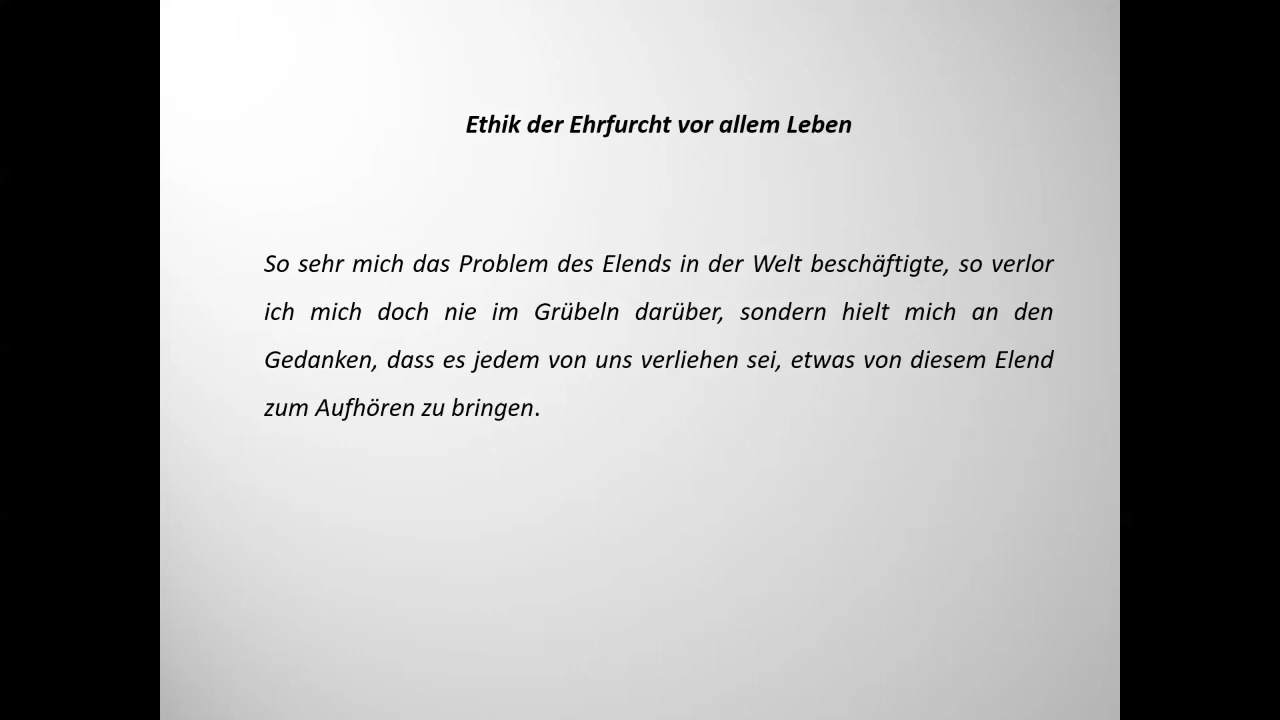 Ethik der Ehrfurcht vor allem Leben
So sehr mich das Problem des Elends in der Welt beschäftigte, so verlor
ich mich doch nie im Grübeln darüber, sondern hielt mich an den
Gedanken, dass es jedem von uns verliehen sei, etwas von diesem Elend
zum Aufhören zu bringen.